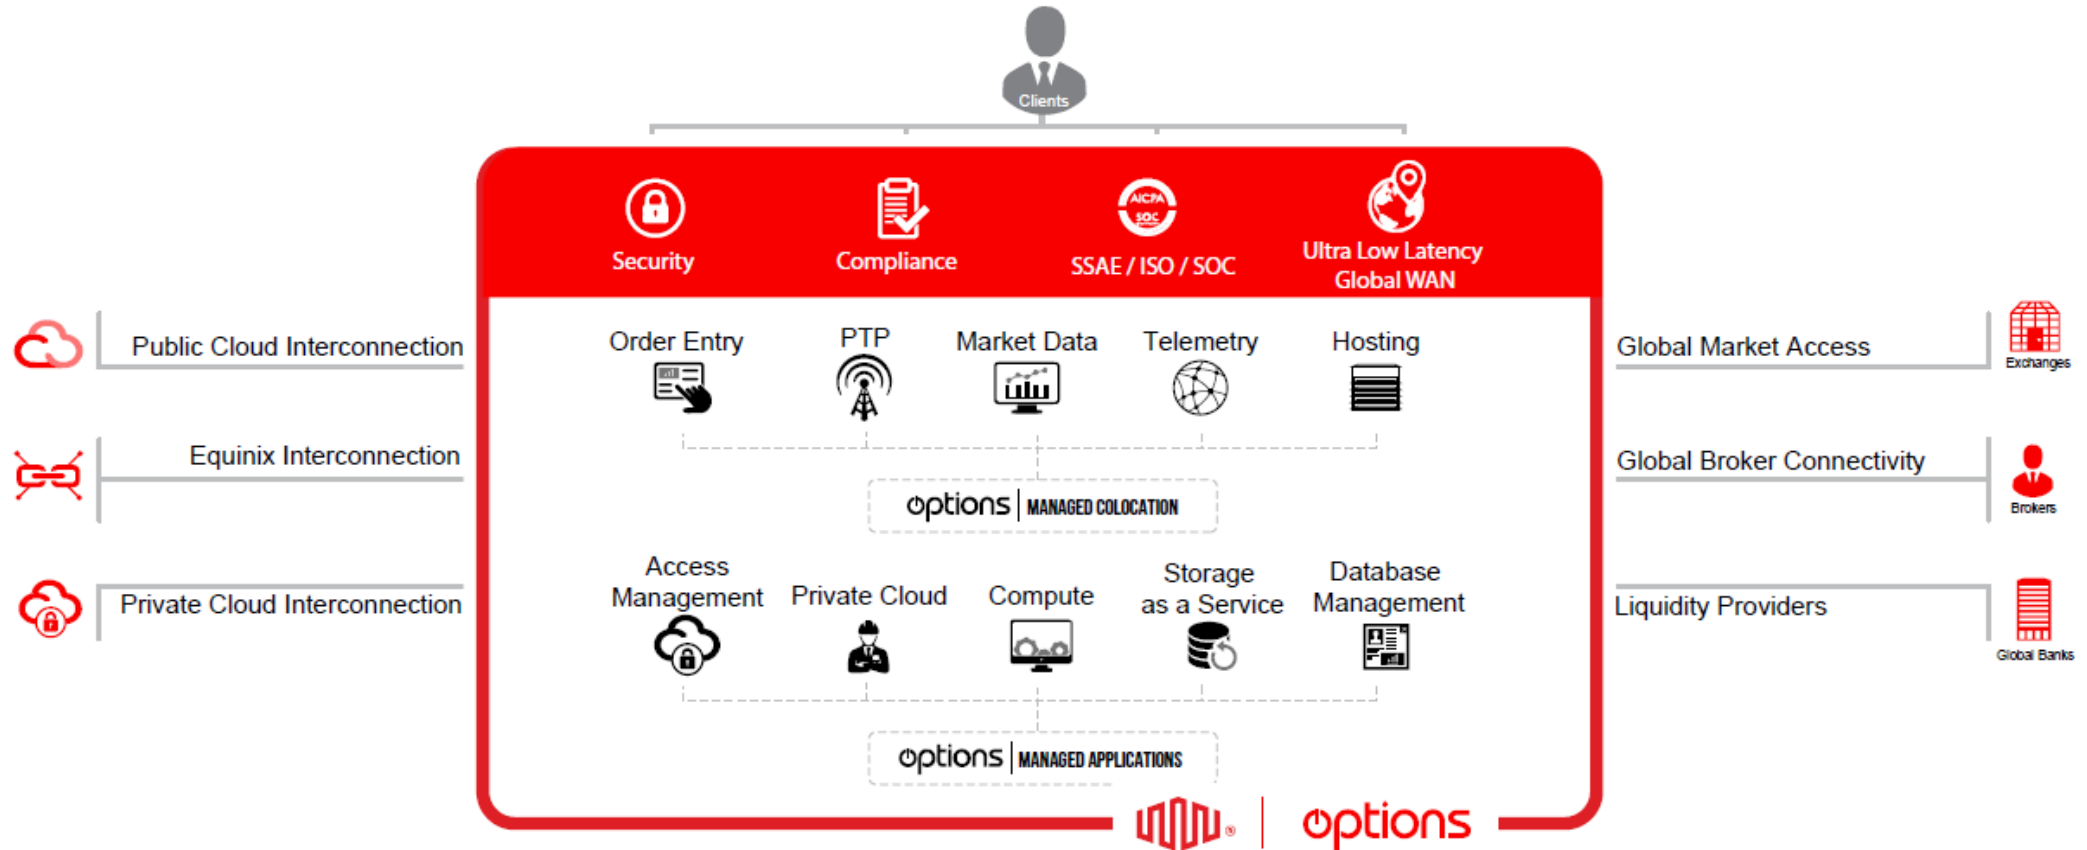 Clients
AICPA
SOC
Security
Compliance
SSAE / ISO / SOC
Ultra Low Latency
Global WAN
Public Cloud Interconnection
Equinix Interconnection
Private Cloud Interconnection
Order Entry
PTP
Market Data
Telemetry
Hosting
options | MANAGED COLOCATION
Access
Management
Private Cloud
Compute
Storage
as a Service
Database
Management
options | MANAGED APPLICATIONS
Global Market Access
Exchanges
Global Broker Connectivity
Brokers
Liquidity Providers
Global Banks
®
options